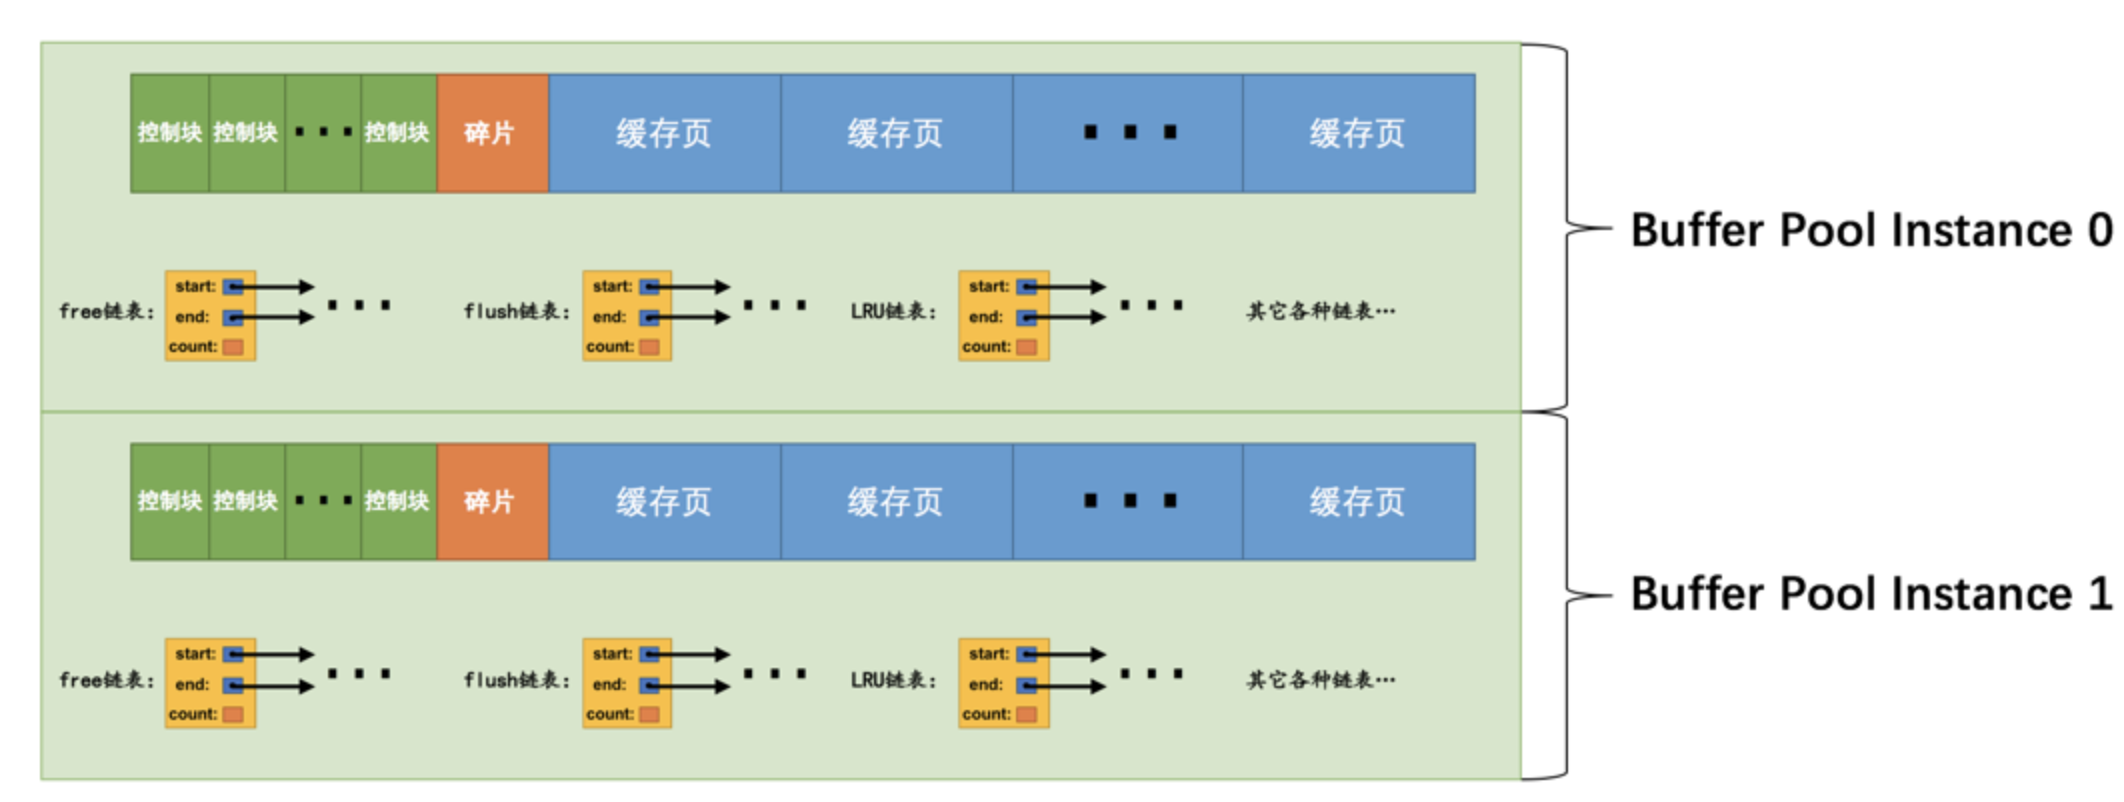 控制块 控制块 ··· 控制块 碎片 缓存页 缓存页 ··· 缓存页
Buffer Pool Instance 0
free链表: start: end: count: ···
flush链表: start: end: count: ···
LRU链表: start: end: count: ···
其它各种链表…
控制块 控制块 ··· 控制块 碎片 缓存页 缓存页 ··· 缓存页
Buffer Pool Instance 1
free链表: start: end: count: ···
flush链表: start: end: count: ···
LRU链表: start: end: count: ···
其它各种链表…